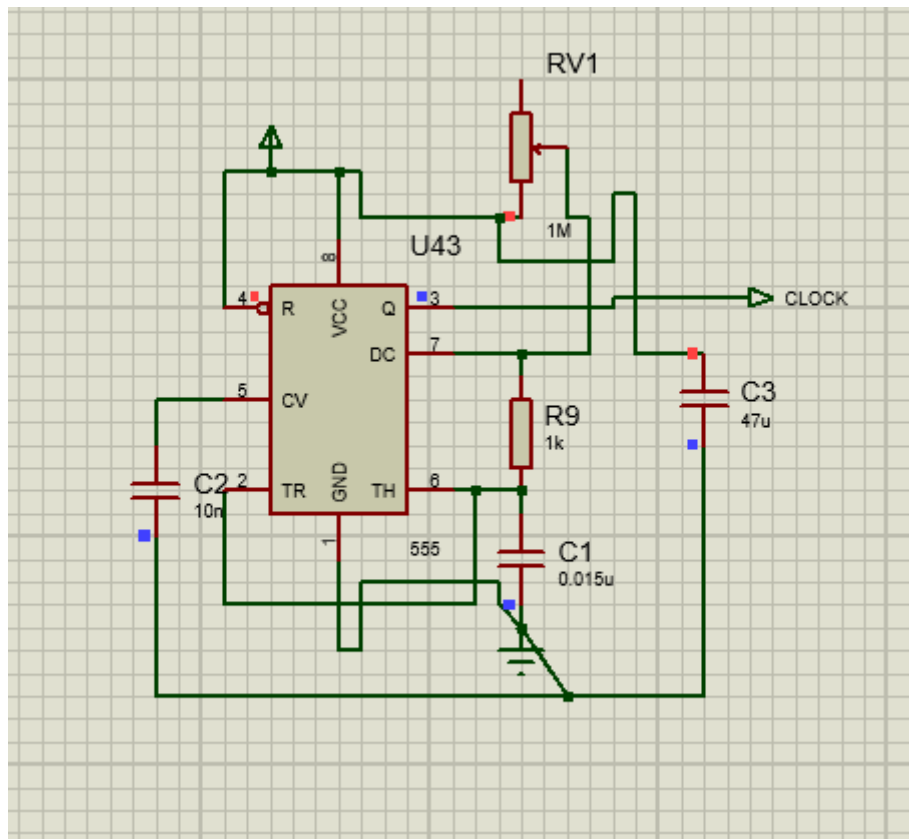 RV1
1M
U43
8
4
R
VCC
Q
3
CLOCK
DC
7
5
CV
C3
47u
R9
1k
C2
10n
2
TR
GND
TH
6
1
555
C1
0.015u